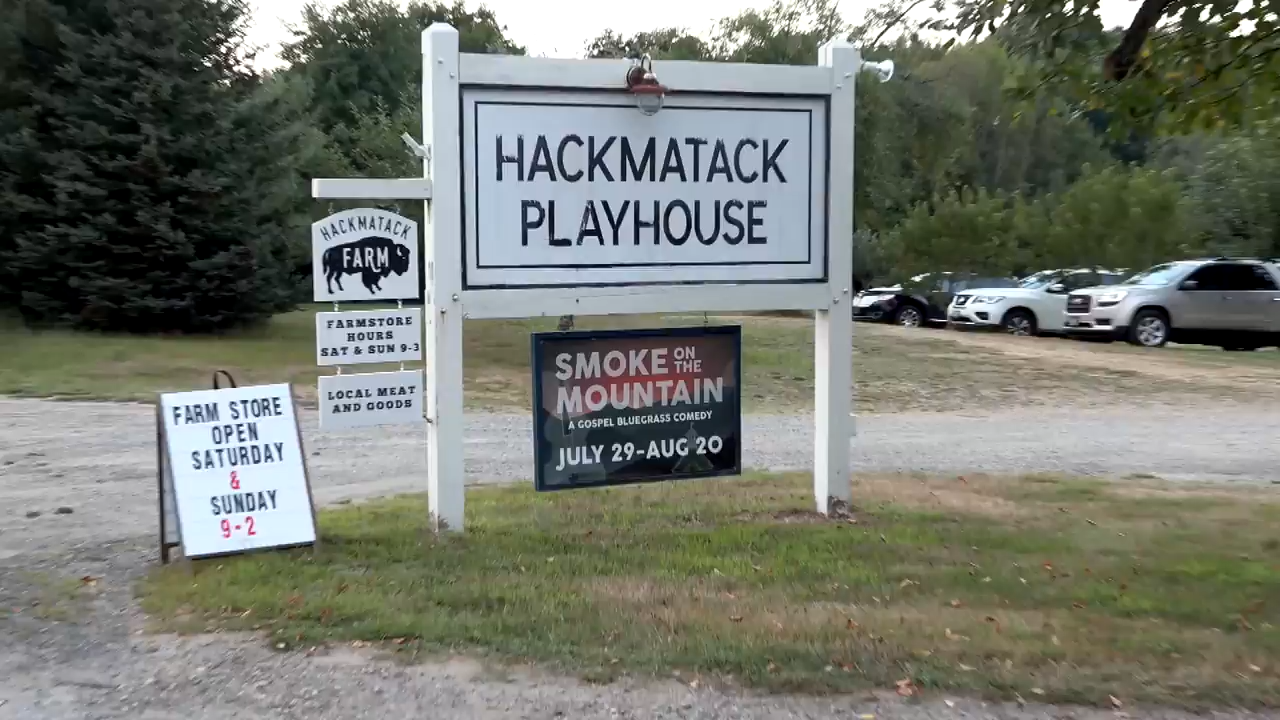 HACKMATACK
PLAYHOUSE
HACKMATACK
FARM
FARMSTORE
HOURS
SAT & SUN 9-3
LOCAL MEAT
AND GOODS
SMOKE ON THE
MOUNTAIN
A GOSPEL BLUEGRASS COMEDY
JULY 29-AUG 20
FARM STORE
OPEN
SATURDAY
&
SUNDAY
9-2